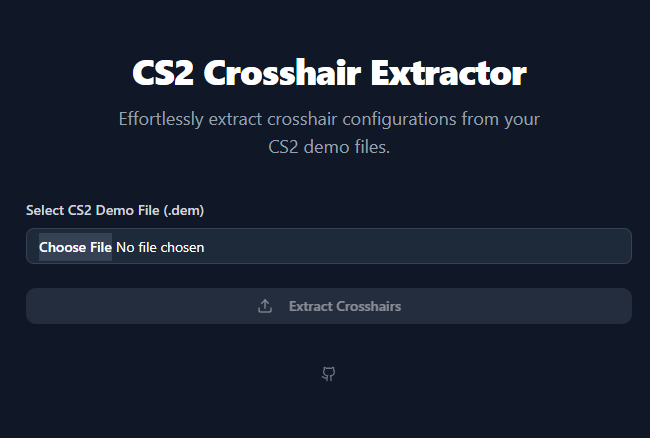 CS2 Crosshair Extractor
Effortlessly extract crosshair configurations from your
CS2 demo files.
Select CS2 Demo File (.dem)
Choose File No file chosen
Extract Crosshairs